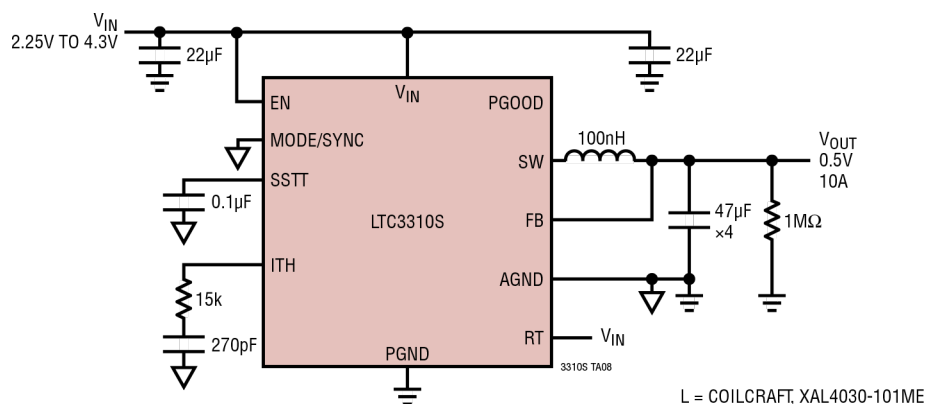 VIN
2.25V TO 4.3V
22µF
22µF
EN
VIN
PGOOD
MODE/SYNC
100nH
VOUT
0.5V
10A
SW
SSTT
0.1µF
LTC3310S
47µF
×4
1MΩ
FB
ITH
AGND
15k
RT
VIN
270pF
PGND
3310S TA08
L = COILCRAFT, XAL4030-101ME